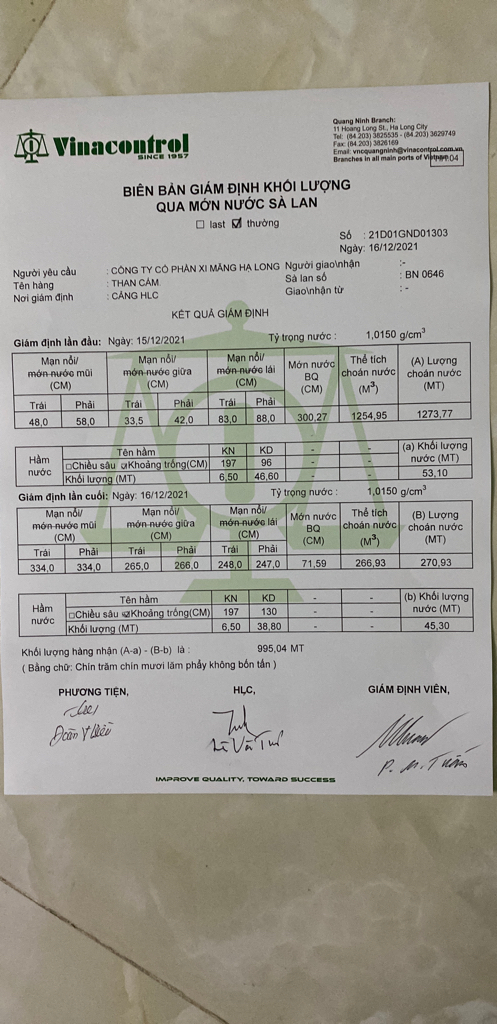 Vinacontrol
SINCE 1957
Quang Ninh Branch:
11 Hoang Long St., Ha Long City
Tel: (84.203) 3825535 - (84.203) 3829749
Fax: (84.203) 3826169
Email: vncquangninh@vinacontrol.com.vn
Branches in all main ports of Vietnam
BIÊN BẢN GIÁM ĐỊNH KHỐI LƯỢNG
QUA MỚN NƯỚC SÀ LAN
□ last ☑ thường
Số : 21D01GND01303
Ngày: 16/12/2021
Người yêu cầu : CÔNG TY CỔ PHẦN XI MĂNG HẠ LONG Người giao\nhận :-
Tên hàng : THAN CÁM. Sà lan số : BN 0646
Nơi giám định : CẢNG HLC Giao\nhận từ : -
KẾT QUẢ GIÁM ĐỊNH
Giám định lần đầu: Ngày: 15/12/2021 Tỷ trọng nước : 1,0150 g/cm³
Mạn nổi/ Mạn nổi/ Mạn nổi/ Mớn nước Thể tích (A) Lượng
mớn nước mũi mớn nước giữa mớn nước lái BQ choán nước choán nước
(CM) (CM) (CM) (CM) (M³) (MT)
Trái Phải Trái Phải Trái Phải
48,0 58,0 33,5 42,0 83,0 88,0 300,27 1254,95 1273,77
Hầm nước Tên hầm KN KD - - (a) Khối lượng
□Chiều sâu ☑Khoảng trống(CM) 197 96 - - nước (MT)
Khối lượng (MT) 6,50 46,60 - - 53,10
Giám định lần cuối: Ngày: 16/12/2021 Tỷ trọng nước : 1,0150 g/cm³
Mạn nổi/ Mạn nổi/ Mạn nổi/ Mớn nước Thể tích (B) Lượng
mớn nước mũi mớn nước giữa mớn nước lái BQ choán nước choán nước
(CM) (CM) (CM) (CM) (M³) (MT)
Trái Phải Trái Phải Trái Phải
334,0 334,0 265,0 266,0 248,0 247,0 71,59 266,93 270,93
Hầm nước Tên hầm KN KD - - (b) Khối lượng
□Chiều sâu ☑Khoảng trống(CM) 197 130 - - nước (MT)
Khối lượng (MT) 6,50 38,80 - - 45,30
Khối lượng hàng nhận (A-a) - (B-b) là : 995,04 MT
( Bằng chữ: Chín trăm chín mươi lăm phẩy không bốn tấn )
PHƯƠNG TIỆN, HLC, GIÁM ĐỊNH VIÊN,
IMPROVE QUALITY, TOWARD SUCCESS